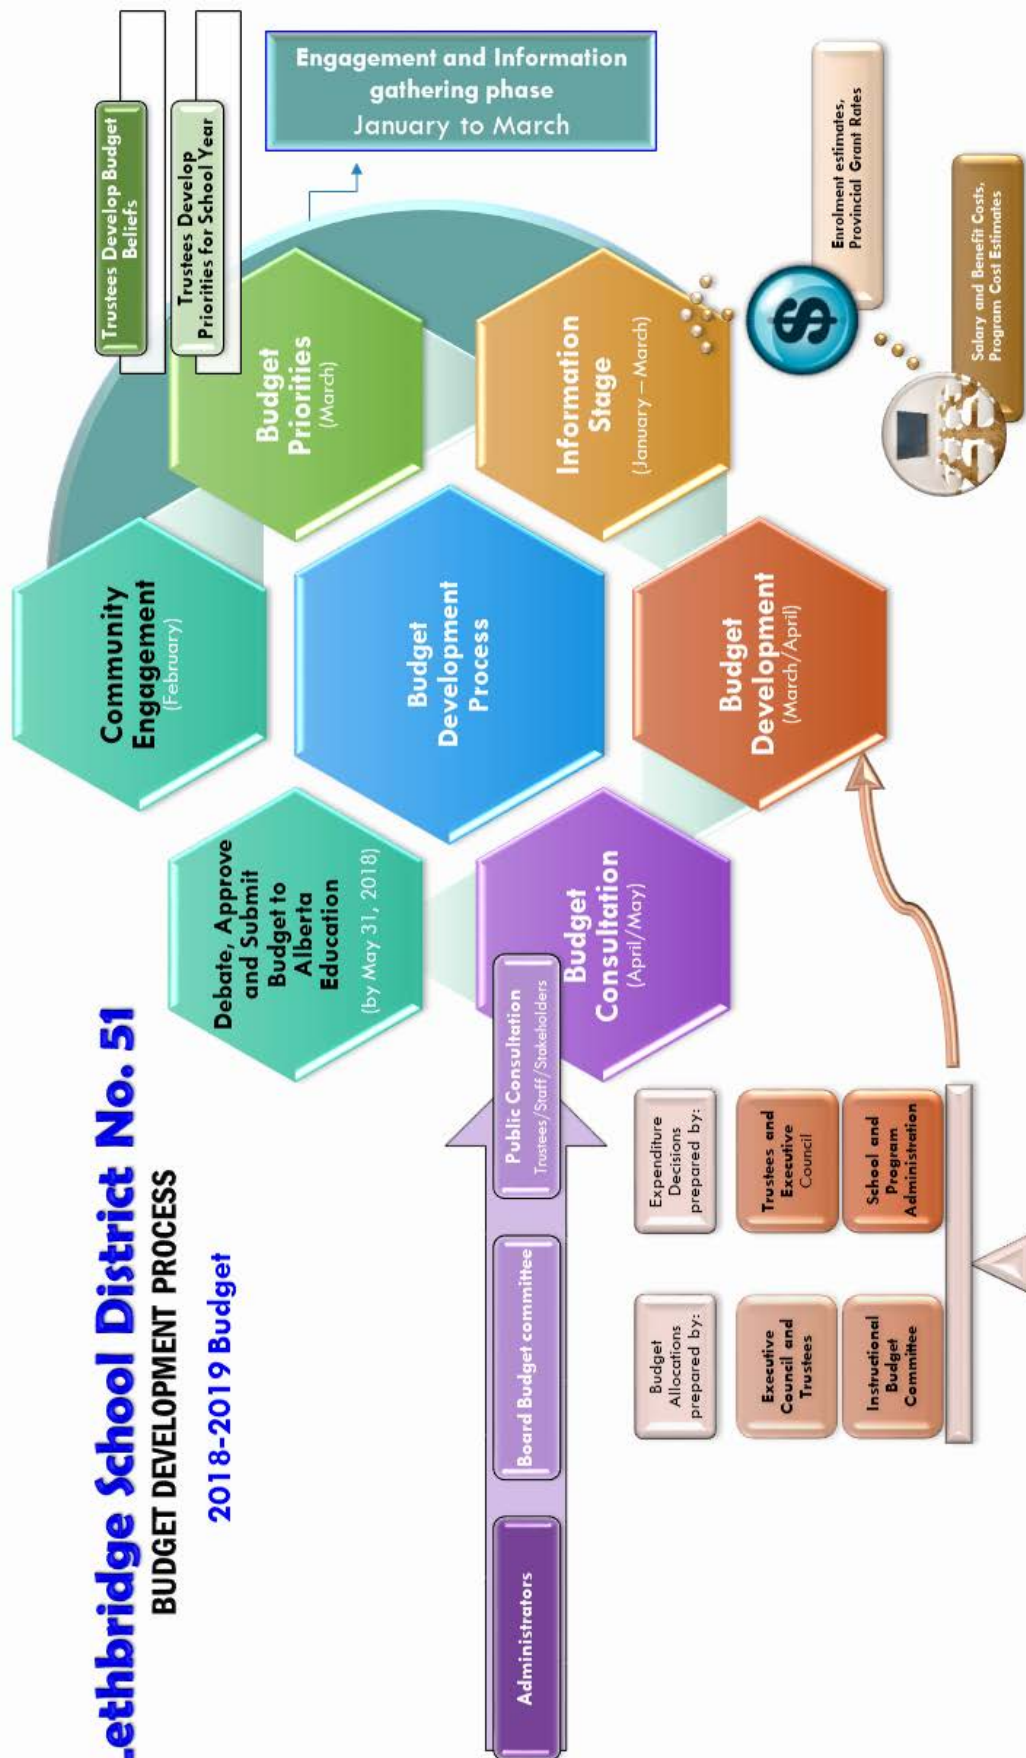 .ethbridge School District No. 51
BUDGET DEVELOPMENT PROCESS
2018-2019 Budget
Community
Engagement
(February)
Trustees Develop Budget
Beliefs
Trustees Develop
Priorities for School Year
Budget
Priorities
(March)
Engagement and Information
gathering phase
January to March
Debate, Approve
and Submit
Budget to
Alberta
Education
(by May 31, 2018)
Budget
Development
Process
Information
Stage
(January – March)
Enrolment estimates,
Provincial Grant Rates
$
Salary and Benefit Costs,
Program Cost Estimates
Administrators
Board Budget committee
Public Consultation
Trustees/Staff/Stakeholders
Budget
Consultation
(April/May)
Budget
Development
(March/April)
Budget
Allocations
prepared by:
Executive
Council and
Trustees
Instructional
Budget
Committee
Expenditure
Decisions
prepared by:
Trustees and
Executive
Council
School and
Program
Administration